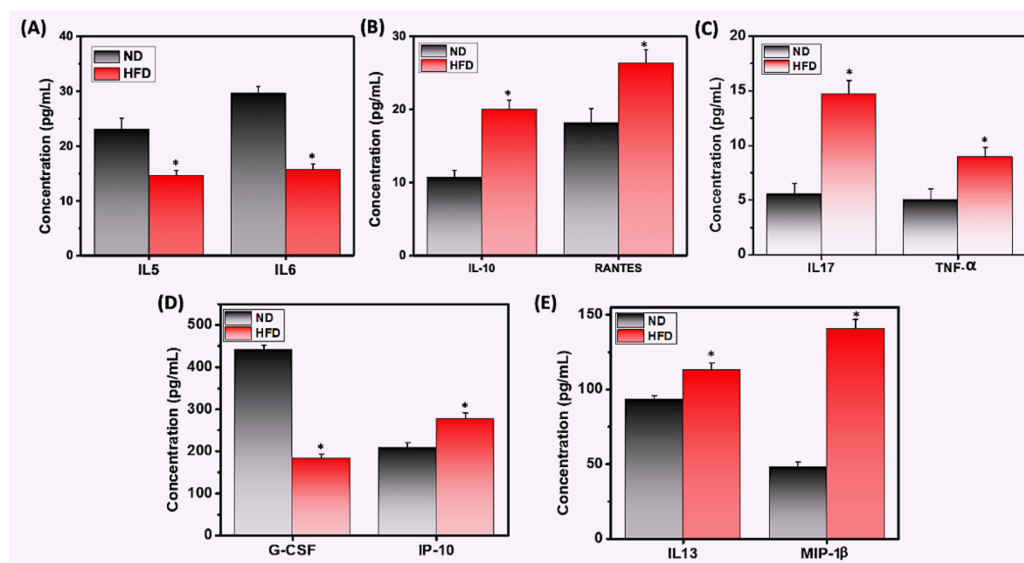 (A)
Concentration (pg/mL)
40
30
20
10
0
ND
HFD
*
*
IL5 IL6
(B)
Concentration (pg/mL)
30
20
10
0
ND
HFD
*
*
IL-10 RANTES
(C)
Concentration (pg/mL)
20
15
10
5
0
ND
HFD
*
*
IL17 TNF-α
(D)
Concentration (pg/mL)
500
400
300
200
100
0
ND
HFD
*
*
G-CSF IP-10
(E)
Concentration (pg/mL)
150
100
50
0
ND
HFD
*
*
IL13 MIP-1β